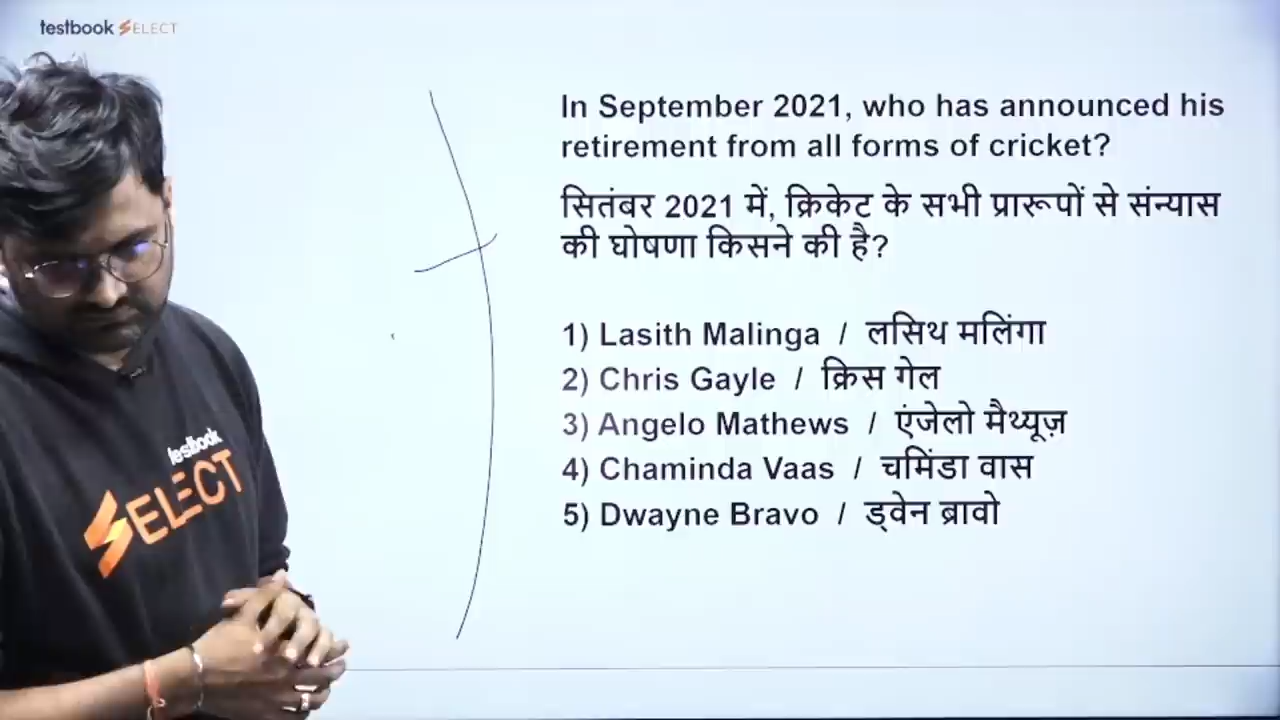 testbook SELECT
In September 2021, who has announced his
retirement from all forms of cricket?
सितंबर 2021 में, क्रिकेट के सभी प्रारूपों से संन्यास
की घोषणा किसने की है?
1) Lasith Malinga / लसिथ मलिंगा
2) Chris Gayle / क्रिस गेल
3) Angelo Mathews / एंजेलो मैथ्यूज़
4) Chaminda Vaas / चमिंडा वास
5) Dwayne Bravo / ड्वेन ब्रावो
testbook
SELECT